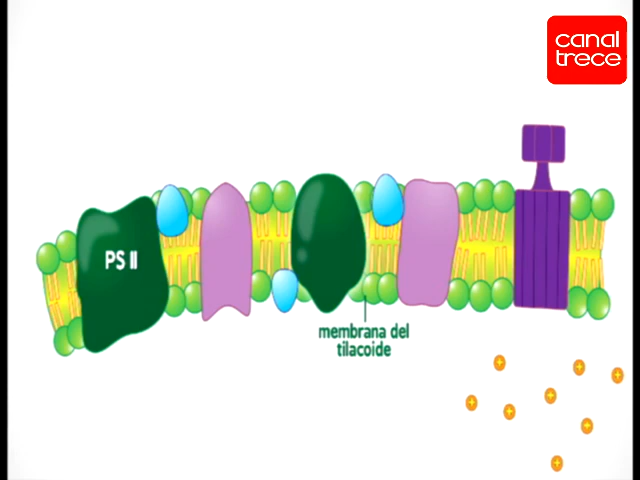 canal
trece
PS II
membrana del
tilacoide
+
+
+
+
+
+
+
+